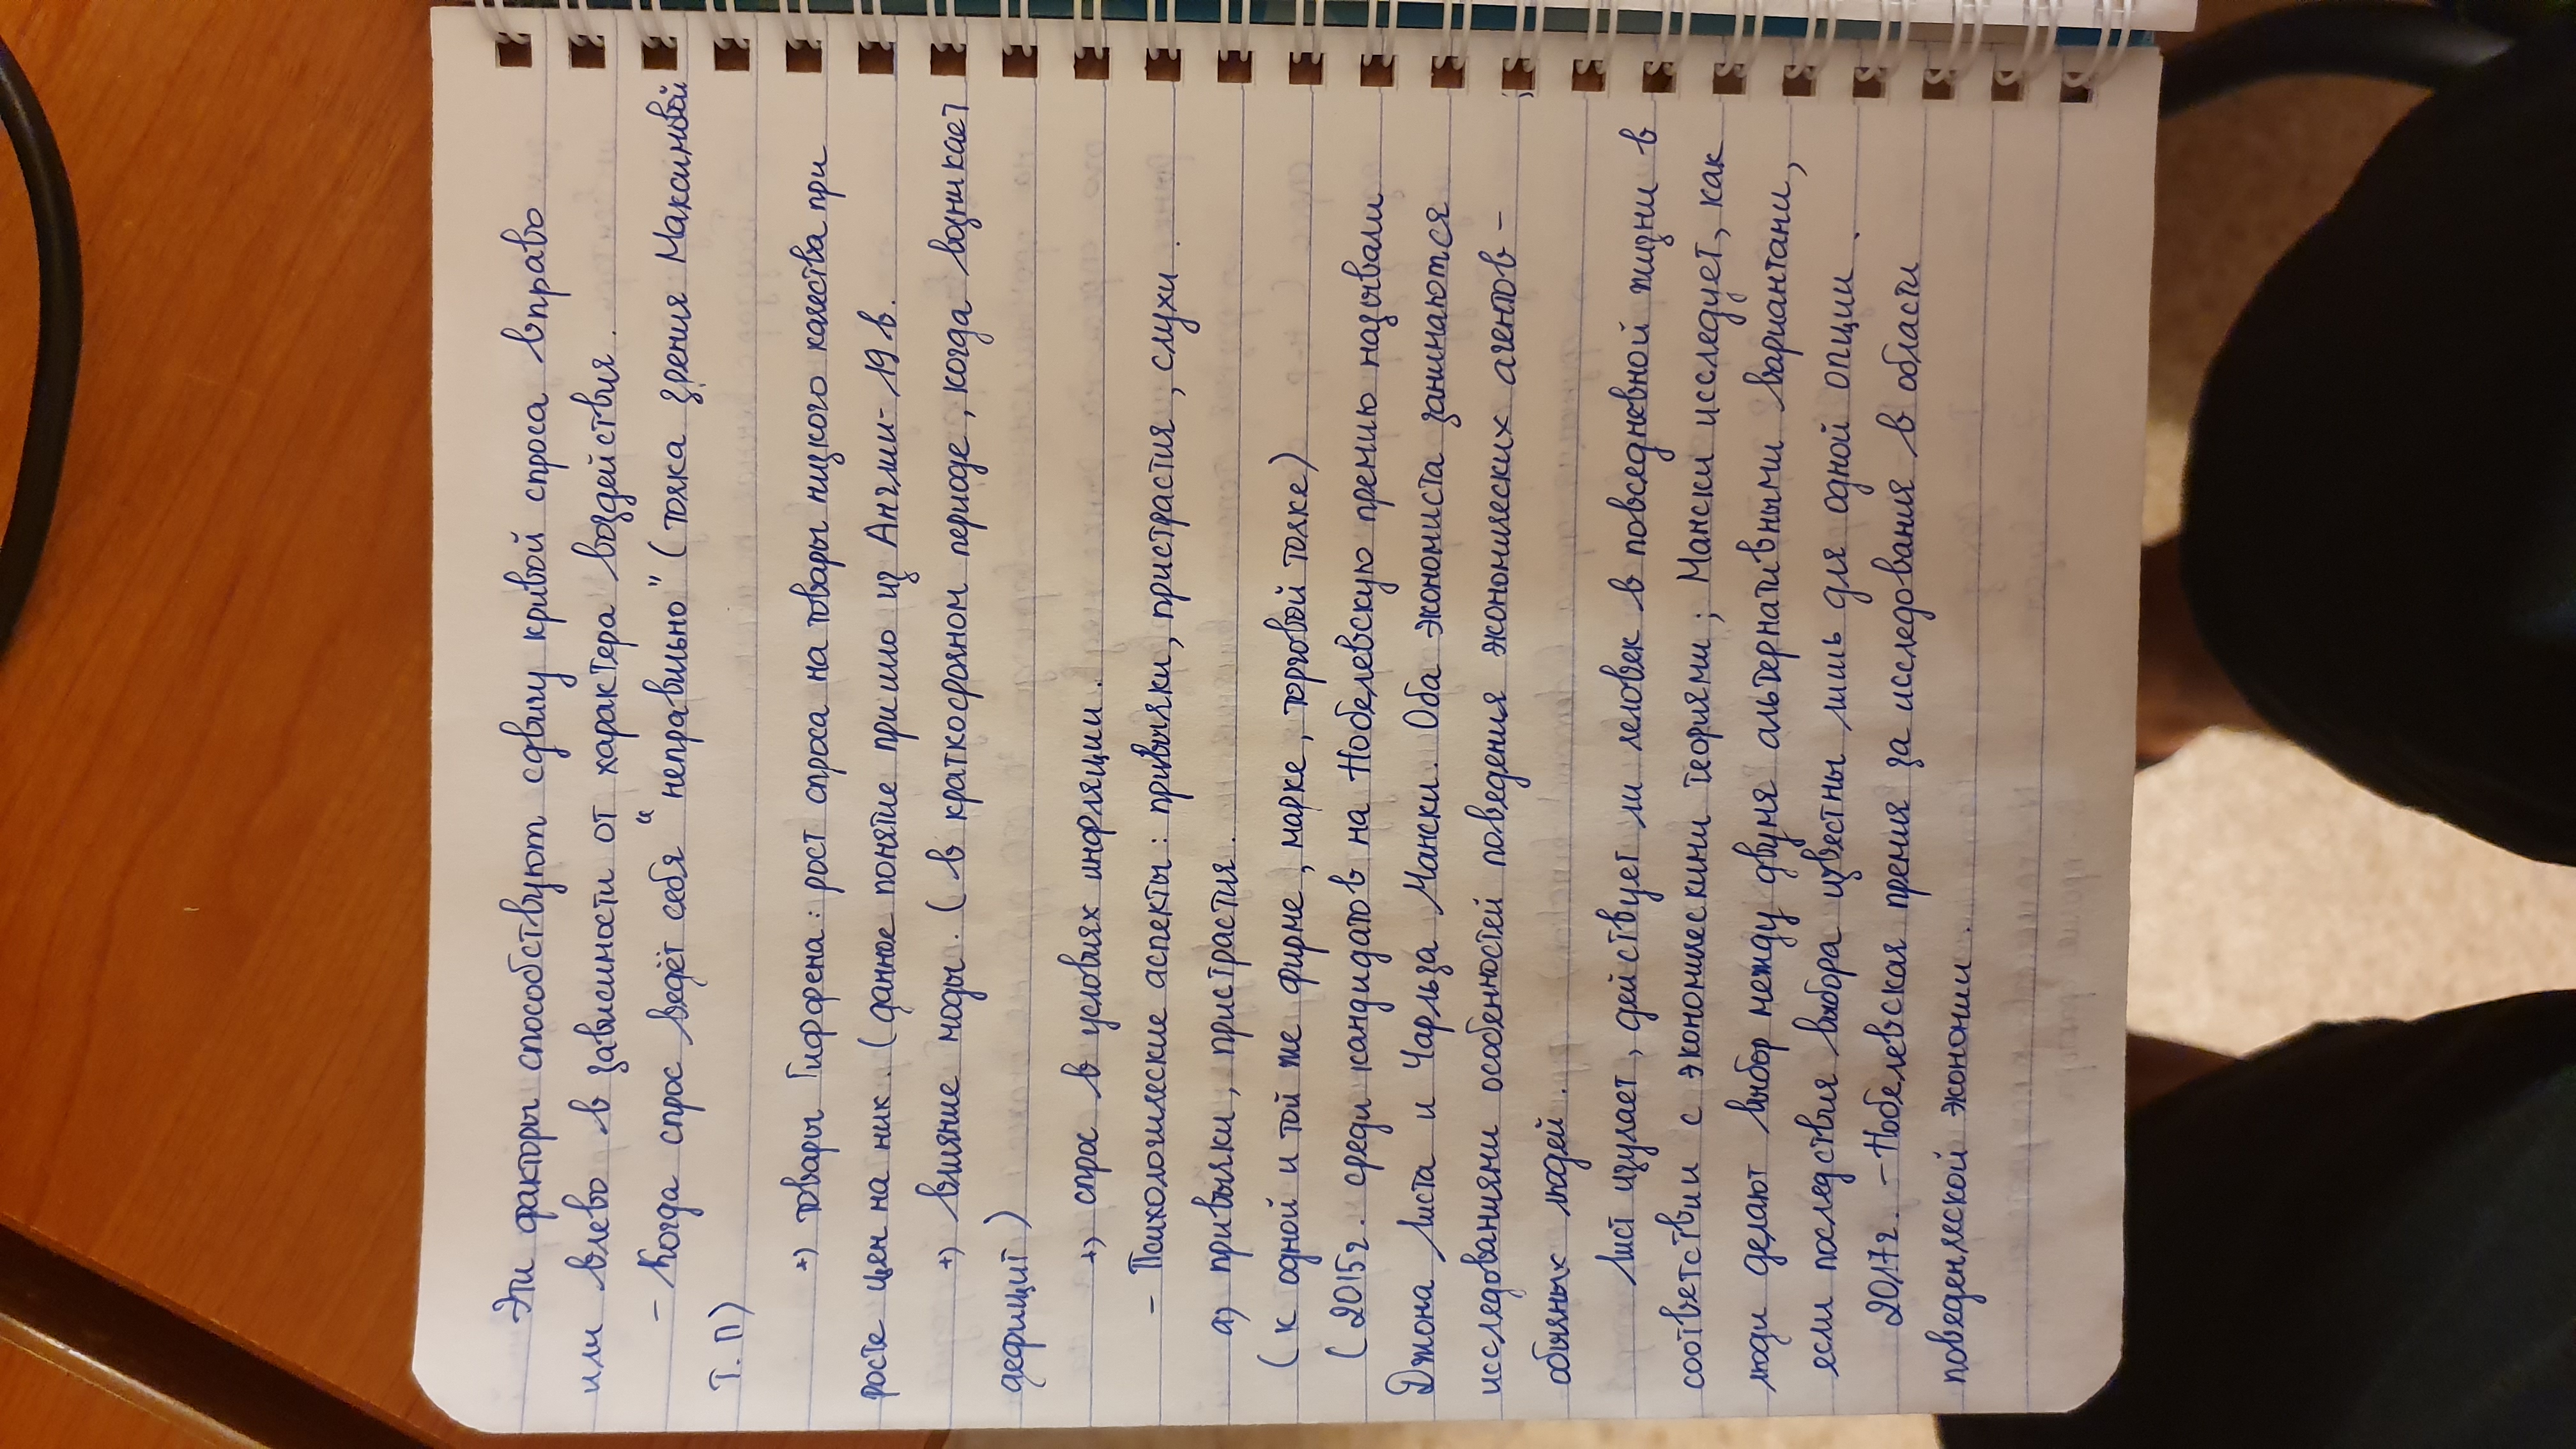 Эти факторы способствуют сдвигу кривой спроса вправо
или влево в зависимости от характера воздействия.
- Когда спрос ведёт себя "неправильно" (точка зрения Максимовой
Т. П)
+) товары Гиффена: рост спроса на товары низкого качества при
росте цен на ник. (данное понятие пришло из Англии- 19 в.
+) влияние моды. (в краткосрочном периоде, когда возникает
дефицит)
+) спрос в условиях инфляции.
- Психологические аспекты: привычки, пристрастия, слухи.
а) привычки, пристрастия.
(к одной и той же фирме, марке, торговой точке)
(2015г. среди кандидатов на Нобелевскую премию называли
Джона Листа и Чарльза Мански. Оба экономиста занимаются
исследованиями особенностей поведения экономических агентов -
обычных людей.
Лист изучает, действует ли человек в повседневной жизни в
соответствии с экономическими теориями; Мански исследует, как
люди делают выбор между двумя альтернативными вариантами,
если последствия выбора известны лишь для одной опции.
2017г. - Нобелевская премия за исследования в области
поведенческой экономии.